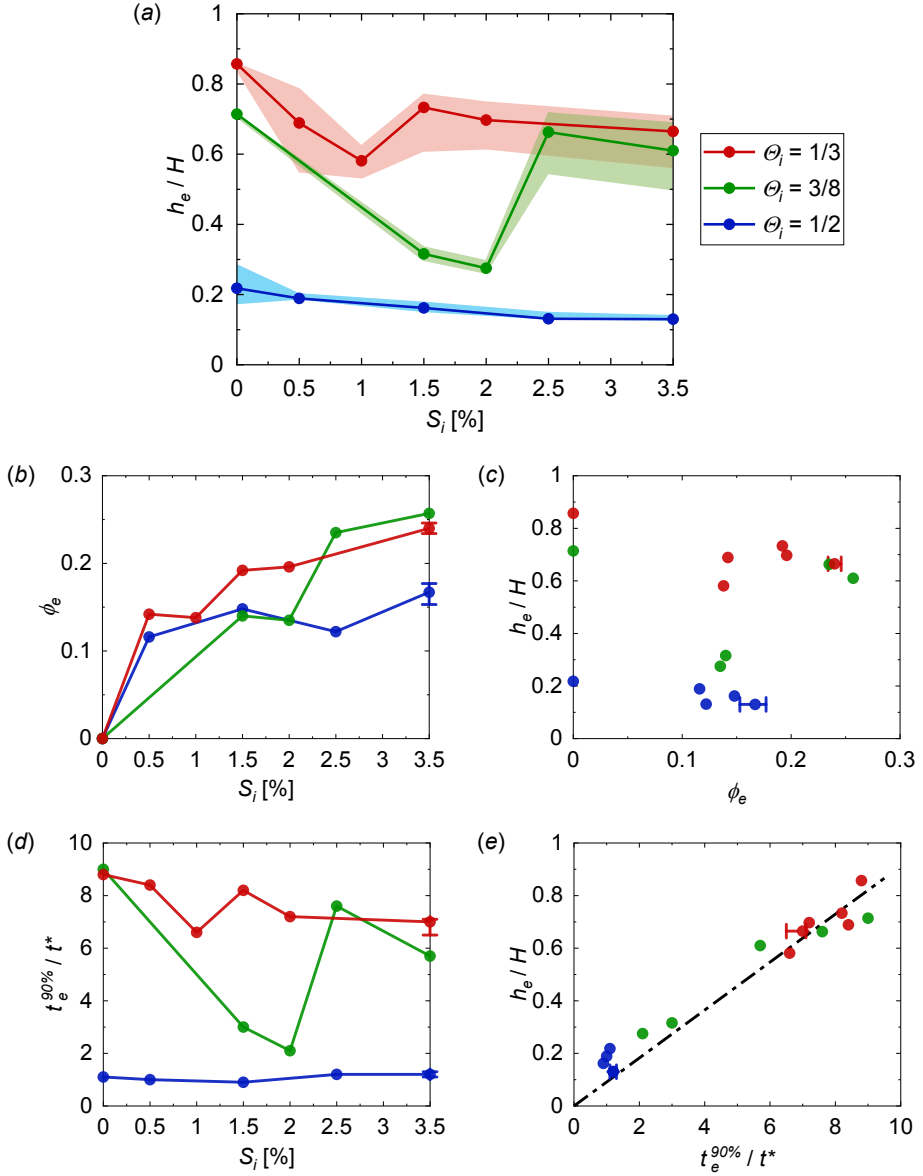 (a)
1
0.8
0.6
0.4
0.2
0
h_e / H
0 0.5 1 1.5 2 2.5 3 3.5
S_i [%]
Θ_i = 1/3
Θ_i = 3/8
Θ_i = 1/2
(b)
0.3
0.2
0.1
0
ϕ_e
0 0.5 1 1.5 2 2.5 3 3.5
S_i [%]
(c)
1
0.8
0.6
0.4
0.2
0
h_e / H
0 0.1 0.2 0.3
ϕ_e
(d)
10
8
6
4
2
0
t_e^{90%} / t*
0 0.5 1 1.5 2 2.5 3 3.5
S_i [%]
(e)
1
0.8
0.6
0.4
0.2
0
h_e / H
0 2 4 6 8 10
t_e^{90%} / t*